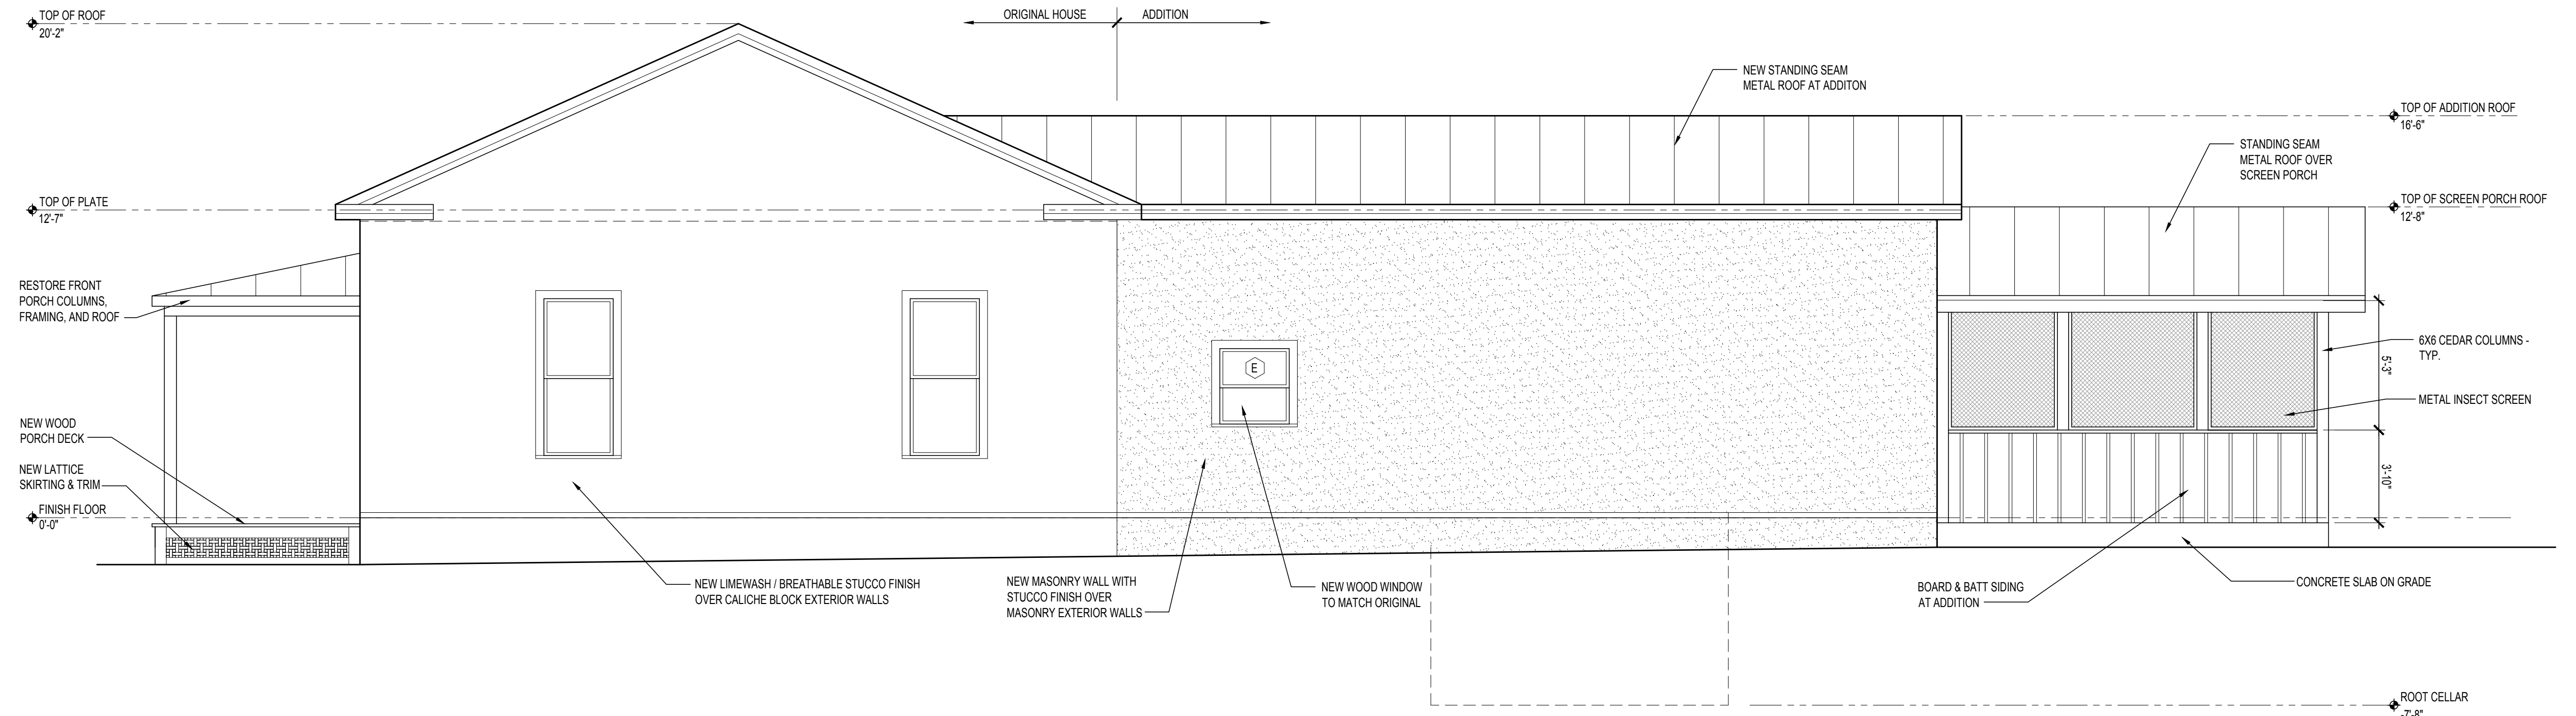 TOP OF ROOF
20'-2"
ORIGINAL HOUSE
ADDITION
NEW STANDING SEAM
METAL ROOF AT ADDITON
TOP OF ADDITION ROOF
16'-6"
STANDING SEAM
METAL ROOF OVER
SCREEN PORCH
TOP OF PLATE
12'-7"
TOP OF SCREEN PORCH ROOF
12'-8"
RESTORE FRONT
PORCH COLUMNS,
FRAMING, AND ROOF
6X6 CEDAR COLUMNS -
TYP.
5'-3"
E
METAL INSECT SCREEN
NEW WOOD
PORCH DECK
NEW LATTICE
SKIRTING & TRIM
3'-10"
FINISH FLOOR
0'-0"
NEW LIMEWASH / BREATHABLE STUCCO FINISH
OVER CALICHE BLOCK EXTERIOR WALLS
NEW MASONRY WALL WITH
STUCCO FINISH OVER
MASONRY EXTERIOR WALLS
NEW WOOD WINDOW
TO MATCH ORIGINAL
BOARD & BATT SIDING
AT ADDITION
CONCRETE SLAB ON GRADE
ROOT CELLAR
-7'-8"